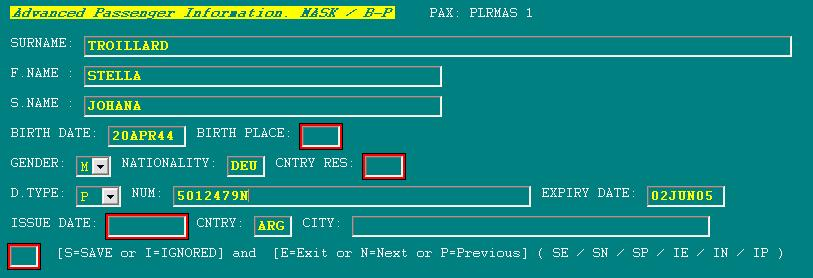 Advanced Passenger Information. MASK / B-P PAX: PLRMAS 1
SURNAME: TROILLARD
F.NAME : STELLA
S.NAME : JOHANA
BIRTH DATE: 20APR44 BIRTH PLACE:
GENDER: M NATIONALITY: DEU CNTRY RES:
D.TYPE: P NUM: 5012479N EXPIRY DATE: 02JUN05
ISSUE DATE: CNTRY: ARG CITY:
[S=SAVE or I=IGNORED] and [E=Exit or N=Next or P=Previous] ( SE / SN / SP / IE / IN / IP )